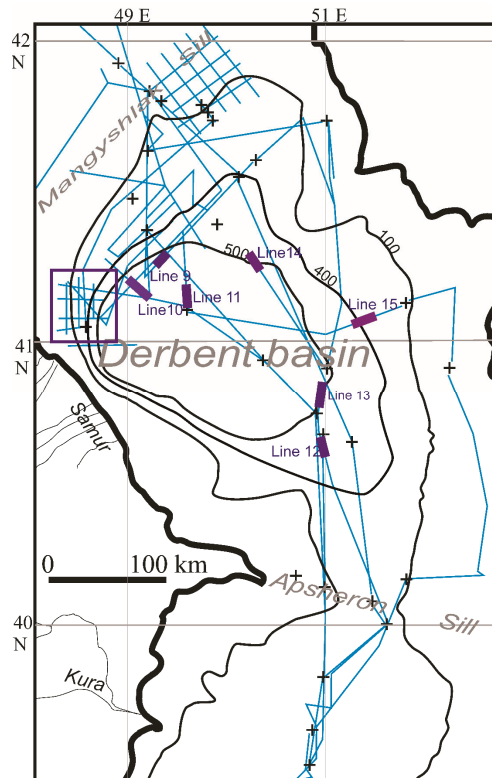 49 E
51 E
42
N
Mangyshlak
Sill
100
500
400
Line14
Line 9
Line 11
Line10
Line 15
41
N
Derbent basin
Line 13
Samur
Line 12
0
100 km
Apsheron
Sill
40
N
Kura